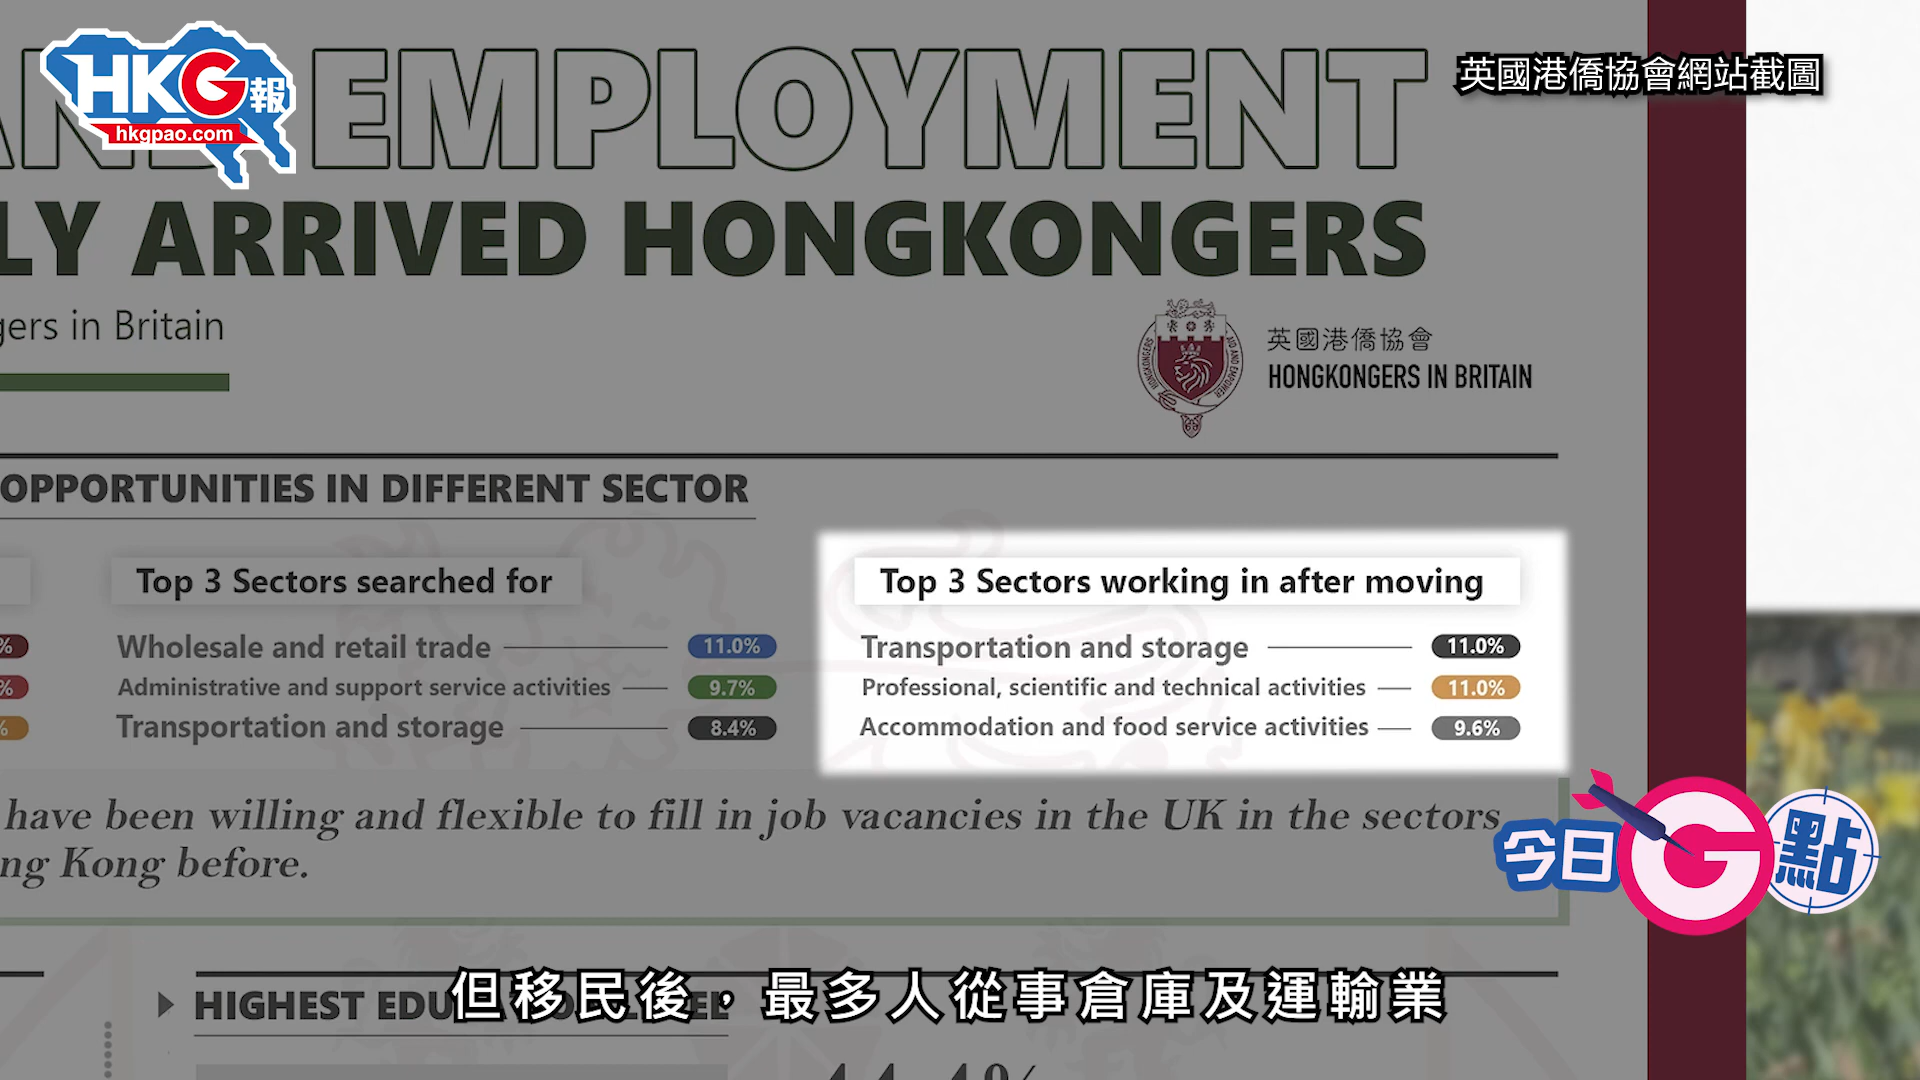 HKG報
hkgpao.com
英國港僑協會網站截圖
AND EMPLOYMENT
LY ARRIVED HONGKONGERS
gers in Britain
英國港僑協會
HONGKONGERS IN BRITAIN
OPPORTUNITIES IN DIFFERENT SECTOR
Top 3 Sectors searched for
Wholesale and retail trade 11.0%
Administrative and support service activities 9.7%
Transportation and storage 8.4%
Top 3 Sectors working in after moving
Transportation and storage 11.0%
Professional, scientific and technical activities 11.0%
Accommodation and food service activities 9.6%
%
%
%
have been willing and flexible to fill in job vacancies in the UK in the sectors
ng Kong before.
今日G點
HIGHEST EDU
但移民後，最多人從事倉庫及運輸業